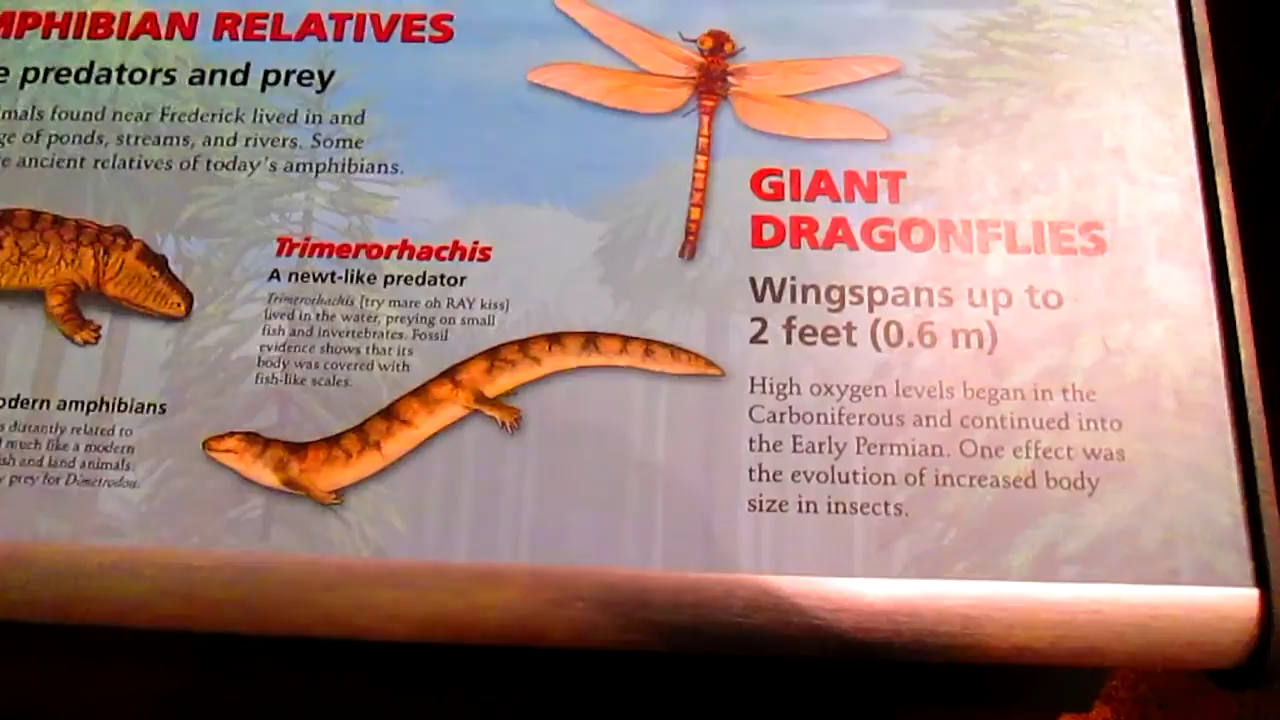 MPHIBIAN RELATIVES
e predators and prey
mals found near Frederick lived in and
ge of ponds, streams, and rivers. Some
e ancient relatives of today's amphibians.
Trimerorhachis
A newt-like predator
Trimerorhachis [try mare oh RAY kiss]
lived in the water, preying on small
fish and invertebrates. Fossil
evidence shows that its
body was covered with
fish-like scales.
odern amphibians
s distantly related to
much like a modern
sh and land animals.
prey for Dimetrodon.
GIANT
DRAGONFLIES
Wingspans up to
2 feet (0.6 m)
High oxygen levels began in the
Carboniferous and continued into
the Early Permian. One effect was
the evolution of increased body
size in insects.